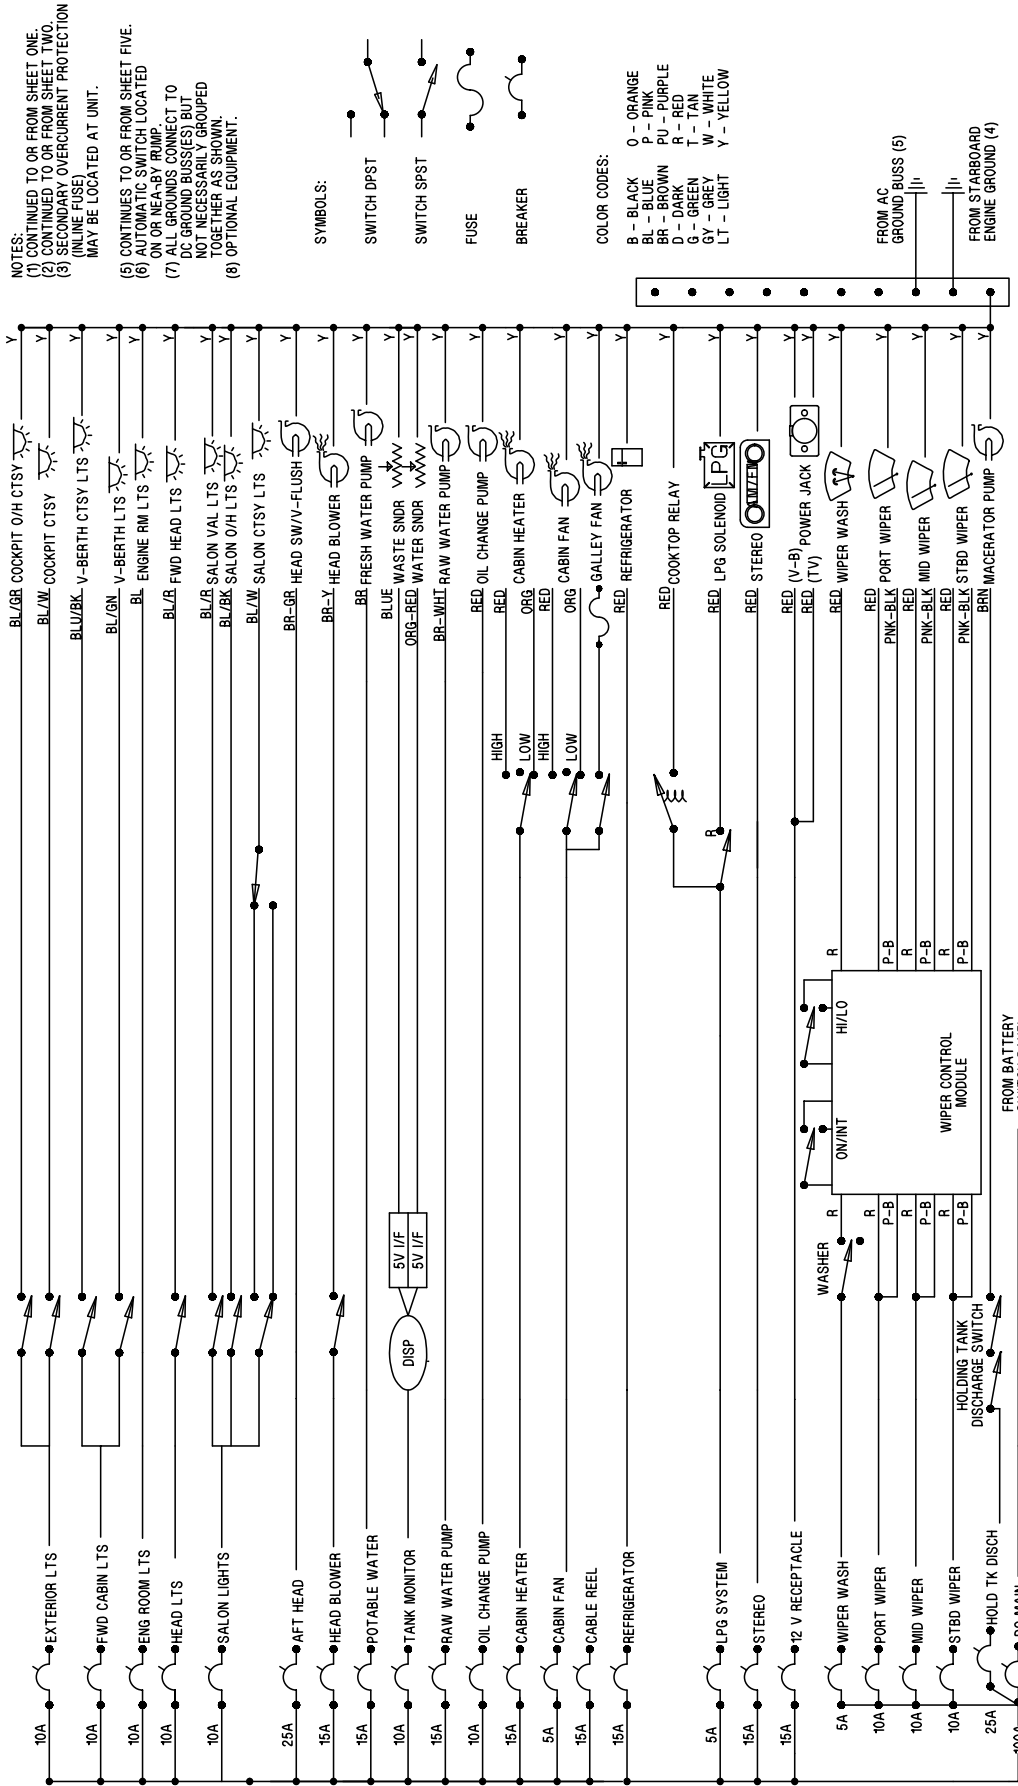 NOTES:
(1) CONTINUED TO OR FROM SHEET ONE.
(2) CONTINUED TO OR FROM SHEET TWO.
(3) SECONDARY OVERCURRENT PROTECTION
(INLINE FUSE)
MAY BE LOCATED AT UNIT.
(5) CONTINUES TO OR FROM SHEET FIVE.
(6) AUTOMATIC SWITCH LOCATED
ON OR NEA-BY PUMP.
(7) ALL GROUNDS CONNECT TO
DC GROUND BUSS(ES) BUT
NOT NECESSARILY GROUPED
TOGETHER AS SHOWN.
(8) OPTIONAL EQUIPMENT.
SYMBOLS:
SWITCH DPST
SWITCH SPST
FUSE
BREAKER
COLOR CODES:
B - BLACK O - ORANGE
BL - BLUE P - PINK
BR - BROWN PU - PURPLE
D - DARK R - RED
G - GREEN T - TAN
GY - GREY W - WHITE
LT - LIGHT Y - YELLOW
FROM AC
GROUND BUSS (5)
FROM STARBOARD
ENGINE GROUND (4)
10A EXTERIOR LTS
BL/GR COCKPIT O/H CTSY Y
BL/W COCKPIT CTSY Y
10A FWD CABIN LTS
BLU/BK V-BERTH CTSY LTS Y
BL/GN V-BERTH LTS Y
10A ENG ROOM LTS BL ENGINE RM LTS Y
10A HEAD LTS BL/R FWD HEAD LTS Y
10A SALON LIGHTS
BL/R SALON VAL LTS Y
BL/BK SALON O/H LTS Y
BL/W SALON CTSY LTS Y
25A AFT HEAD BR-GR HEAD SW/V-FLUSH Y
15A HEAD BLOWER BR-Y HEAD BLOWER Y
15A POTABLE WATER BR FRESH WATER PUMP Y
10A TANK MONITOR DISP
5V I/F BLUE WASTE SNDR Y
5V I/F ORG-RED WATER SNDR Y
15A RAW WATER PUMP BR-WHT RAW WATER PUMP Y
10A OIL CHANGE PUMP RED OIL CHANGE PUMP Y
15A CABIN HEATER HIGH RED CABIN HEATER Y
LOW ORG
5A CABIN FAN HIGH RED CABIN FAN Y
LOW ORG
15A CABLE REEL
GALLEY FAN Y
15A REFRIGERATOR RED REFRIGERATOR Y
RED COOKTOP RELAY Y
5A LPG SYSTEM R RED LPG SOLENOID LPG Y
15A STEREO RED STEREO AM/FM Y
15A 12 V RECEPTACLE RED (V-B) POWER JACK Y
RED (TV) Y
5A WIPER WASH WASHER R R RED WIPER WASH Y
ON/INT
HI/LO
WIPER CONTROL
MODULE
10A PORT WIPER R R RED PORT WIPER Y
P-B P-B PNK-BLK
10A MID WIPER R R RED MID WIPER Y
P-B P-B PNK-BLK
10A STBD WIPER R R RED STBD WIPER Y
P-B P-B PNK-BLK
HOLDING TANK
DISCHARGE SWITCH
25A HOLD TK DISCH BRN MACERATOR PUMP Y
FROM BATTERY